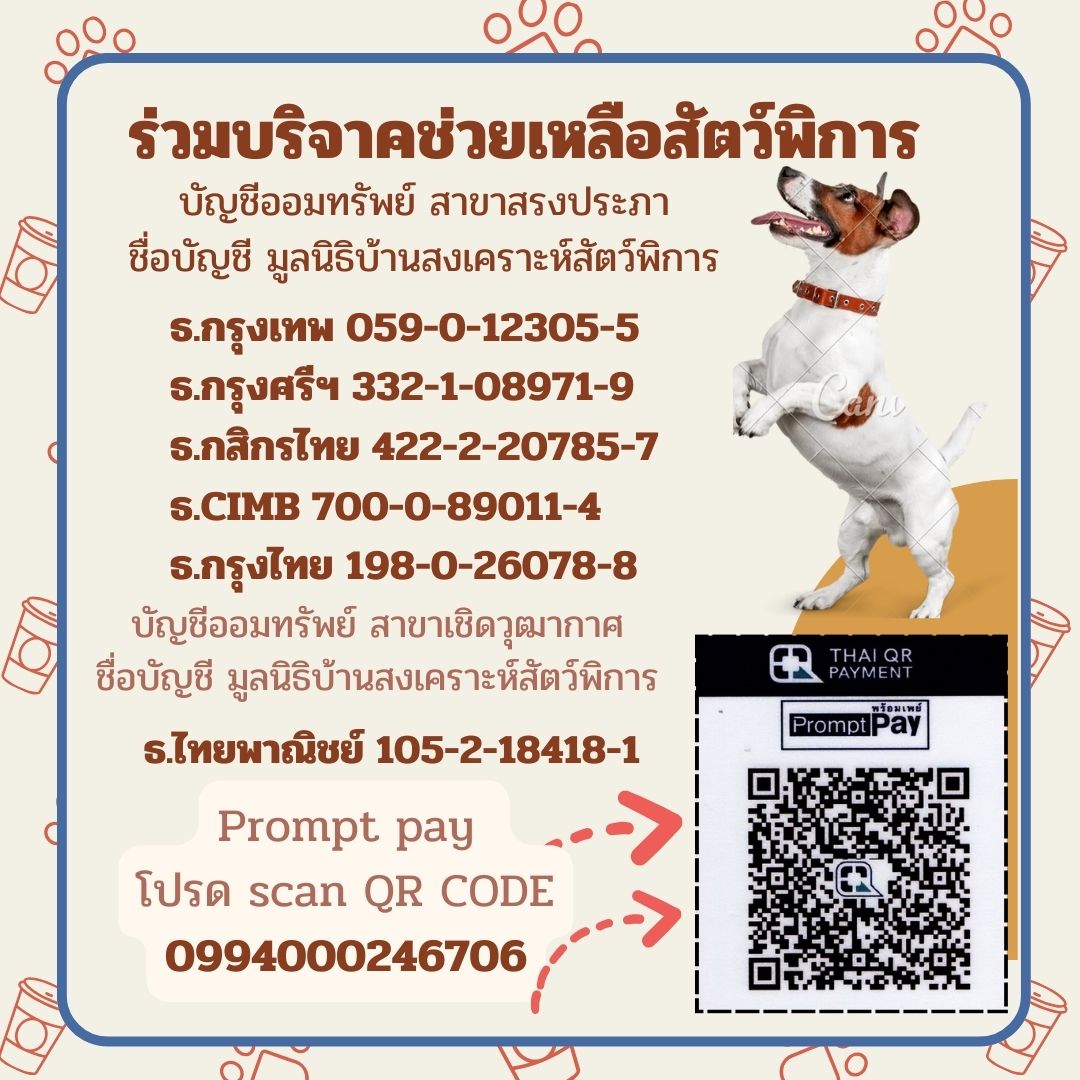 ร่วมบริจาคช่วยเหลือสัตว์พิการ
บัญชีออมทรัพย์ สาขาสรงประภา
ชื่อบัญชี มูลนิธิบ้านสงเคราะห์สัตว์พิการ
ธ.กรุงเทพ 059-0-12305-5
ธ.กรุงศรีฯ 332-1-08971-9
ธ.กสิกรไทย 422-2-20785-7
ธ.CIMB 700-0-89011-4
ธ.กรุงไทย 198-0-26078-8
บัญชีออมทรัพย์ สาขาเชิดวุฒากาศ
ชื่อบัญชี มูลนิธิบ้านสงเคราะห์สัตว์พิการ
ธ.ไทยพาณิชย์ 105-2-18418-1
Prompt pay
โปรด scan QR CODE
0994000246706
THAI QR
PAYMENT
พร้อมเพย์
Prompt Pay